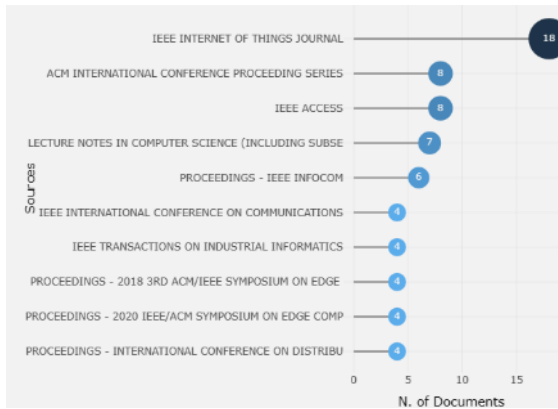 IEEE INTERNET OF THINGS JOURNAL 18
ACM INTERNATIONAL CONFERENCE PROCEEDING SERIES 8
IEEE ACCESS 8
LECTURE NOTES IN COMPUTER SCIENCE (INCLUDING SUBSE 7
PROCEEDINGS - IEEE INFOCOM 6
IEEE INTERNATIONAL CONFERENCE ON COMMUNICATIONS 4
IEEE TRANSACTIONS ON INDUSTRIAL INFORMATICS 4
PROCEEDINGS - 2018 3RD ACM/IEEE SYMPOSIUM ON EDGE 4
PROCEEDINGS - 2020 IEEE/ACM SYMPOSIUM ON EDGE COMP 4
PROCEEDINGS - INTERNATIONAL CONFERENCE ON DISTRIBU 4
Sources
0 5 10 15
N. of Documents